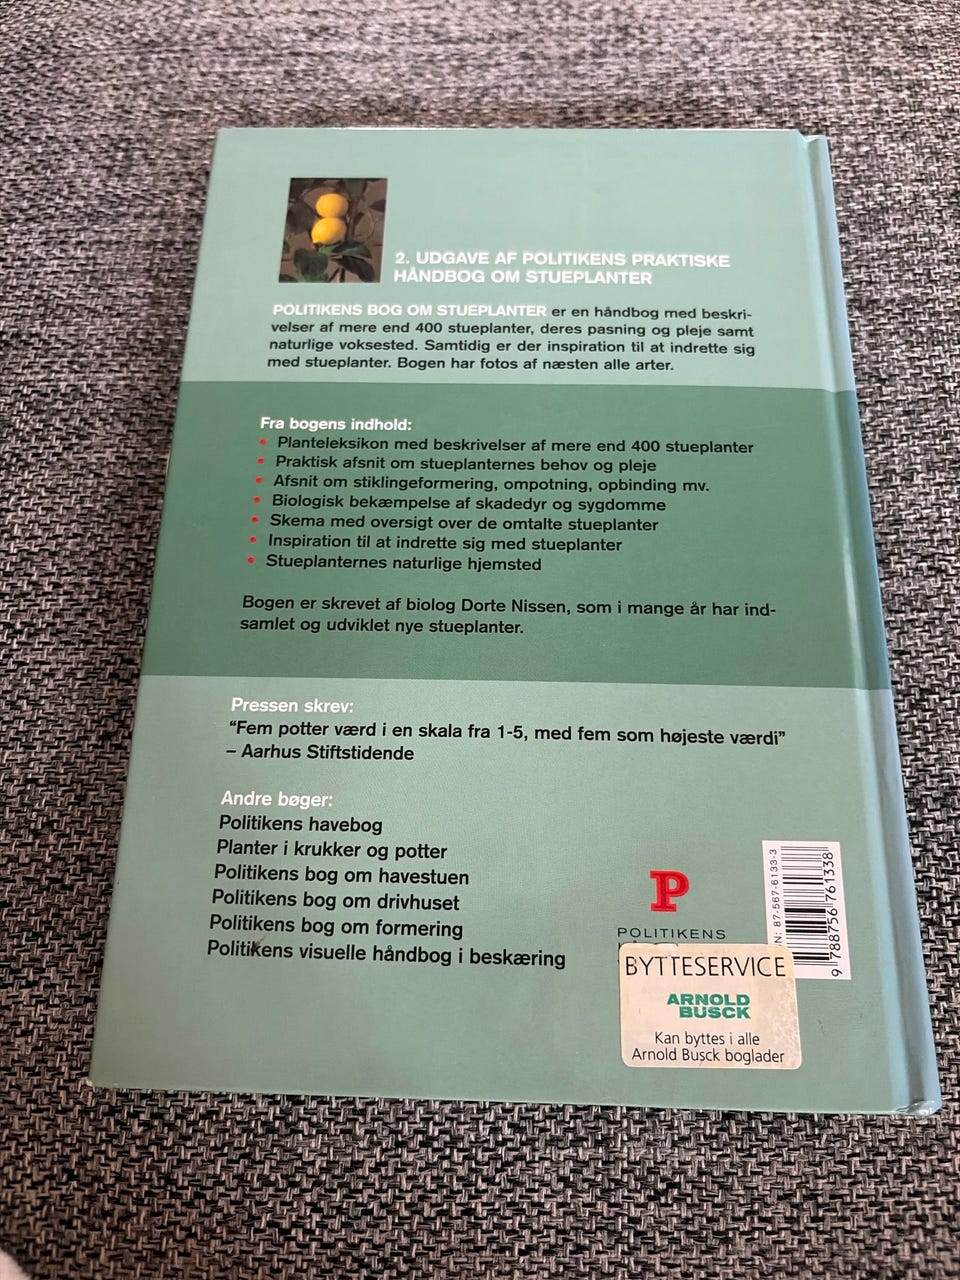 2. UDGAVE AF POLITIKENS PRAKTISKE
HÅNDBOG OM STUEPLANTER
POLITIKENS BOG OM STUEPLANTER er en håndbog med beskri-
velser af mere end 400 stueplanter, deres pasning og pleje samt
naturlige voksested. Samtidig er der inspiration til at indrette sig
med stueplanter. Bogen har fotos af næsten alle arter.
Fra bogens indhold:
• Planteleksikon med beskrivelser af mere end 400 stueplanter
• Praktisk afsnit om stueplanternes behov og pleje
• Afsnit om stiklingeformering, ompotning, opbinding mv.
• Biologisk bekæmpelse af skadedyr og sygdomme
• Skema med oversigt over de omtalte stueplanter
• Inspiration til at indrette sig med stueplanter
• Stueplanternes naturlige hjemsted
Bogen er skrevet af biolog Dorte Nissen, som i mange år har ind-
samlet og udviklet nye stueplanter.
Pressen skrev:
“Fem potter værd i en skala fra 1-5, med fem som højeste værdi”
– Aarhus Stiftstidende
Andre bøger:
Politikens havebog
Planter i krukker og potter
Politikens bog om havestuen
Politikens bog om drivhuset
Politikens bog om formering
Politikens visuelle håndbog i beskæring
P
POLITIKENS
87-567-6133-3
9 788756 761338
BYTTESERVICE
ARNOLD
BUSCK
Kan byttes i alle
Arnold Busck boglader